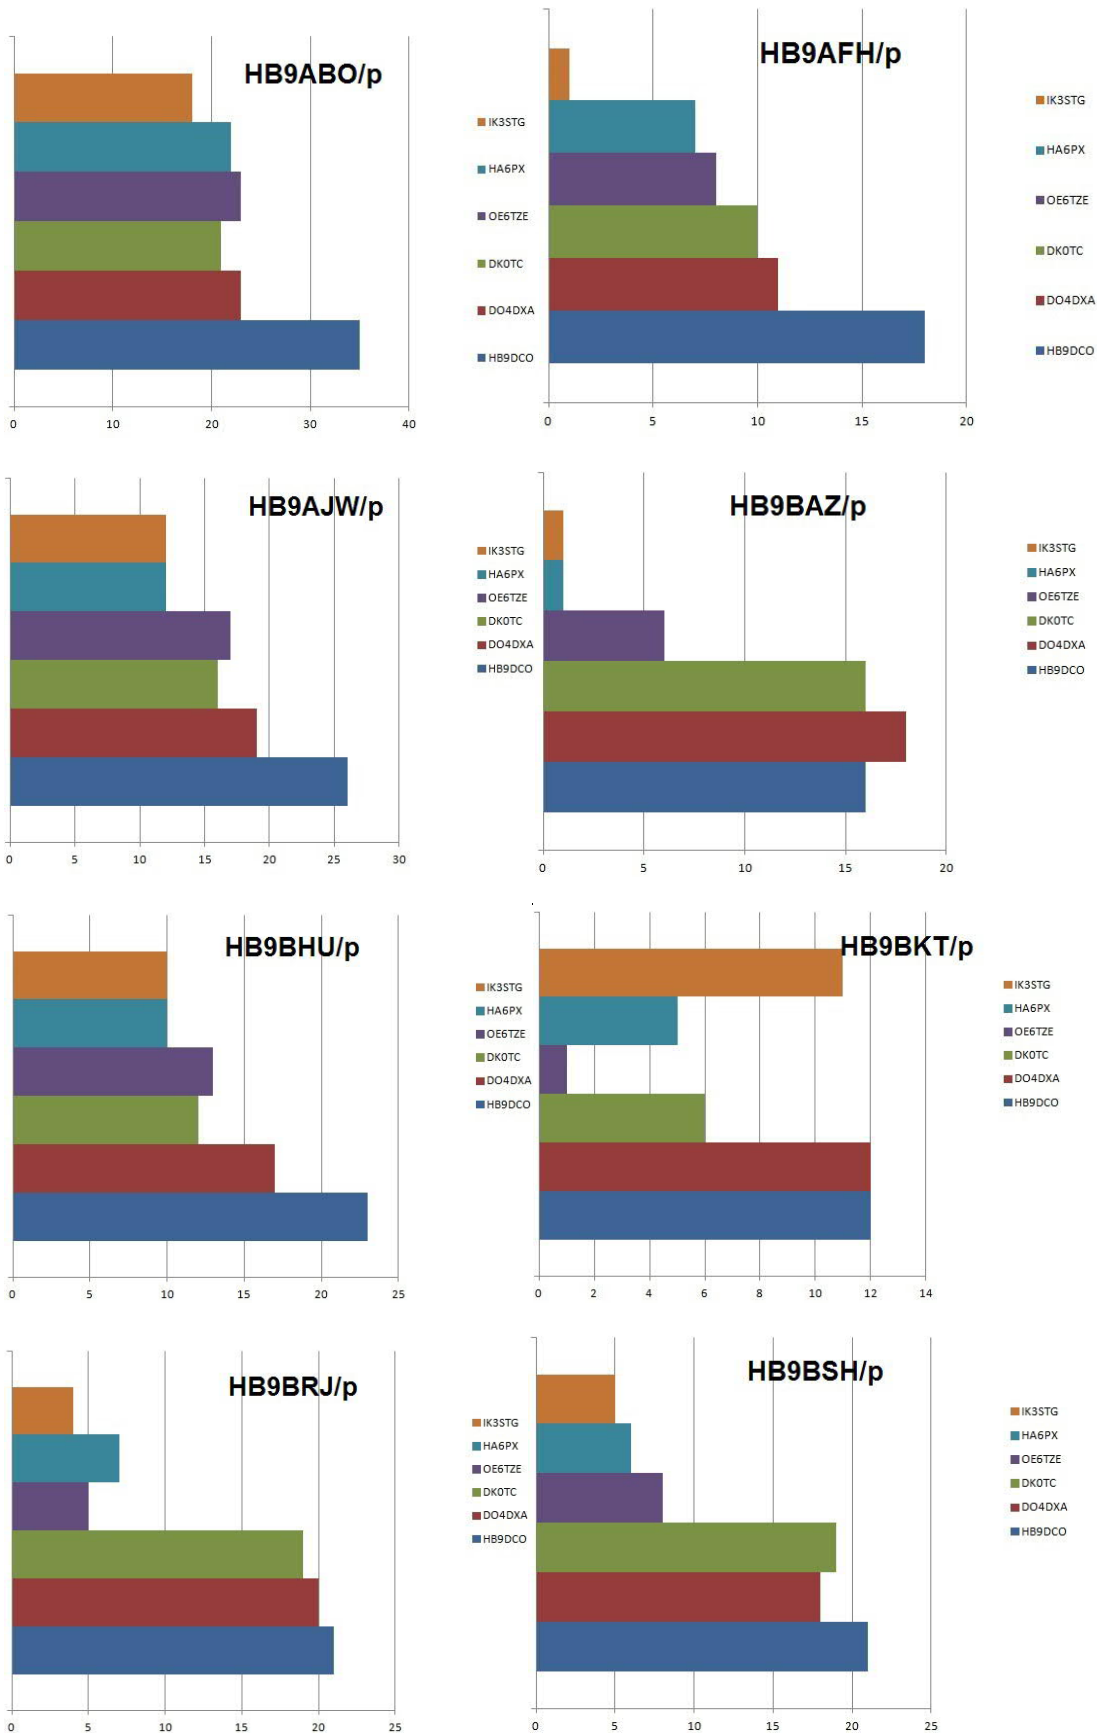 HB9ABO/p
IK3STG
HA6PX
OE6TZE
DK0TC
DO4DXA
HB9DCO
0 10 20 30 40
HB9AFH/p
IK3STG
HA6PX
OE6TZE
DK0TC
DO4DXA
HB9DCO
0 5 10 15 20
HB9AJW/p
IK3STG
HA6PX
OE6TZE
DK0TC
DO4DXA
HB9DCO
0 5 10 15 20 25 30
HB9BAZ/p
IK3STG
HA6PX
OE6TZE
DK0TC
DO4DXA
HB9DCO
0 5 10 15 20
HB9BHU/p
IK3STG
HA6PX
OE6TZE
DK0TC
DO4DXA
HB9DCO
0 5 10 15 20 25
HB9BKT/p
IK3STG
HA6PX
OE6TZE
DK0TC
DO4DXA
HB9DCO
0 2 4 6 8 10 12 14
HB9BRJ/p
IK3STG
HA6PX
OE6TZE
DK0TC
DO4DXA
HB9DCO
0 5 10 15 20 25
HB9BSH/p
IK3STG
HA6PX
OE6TZE
DK0TC
DO4DXA
HB9DCO
0 5 10 15 20 25